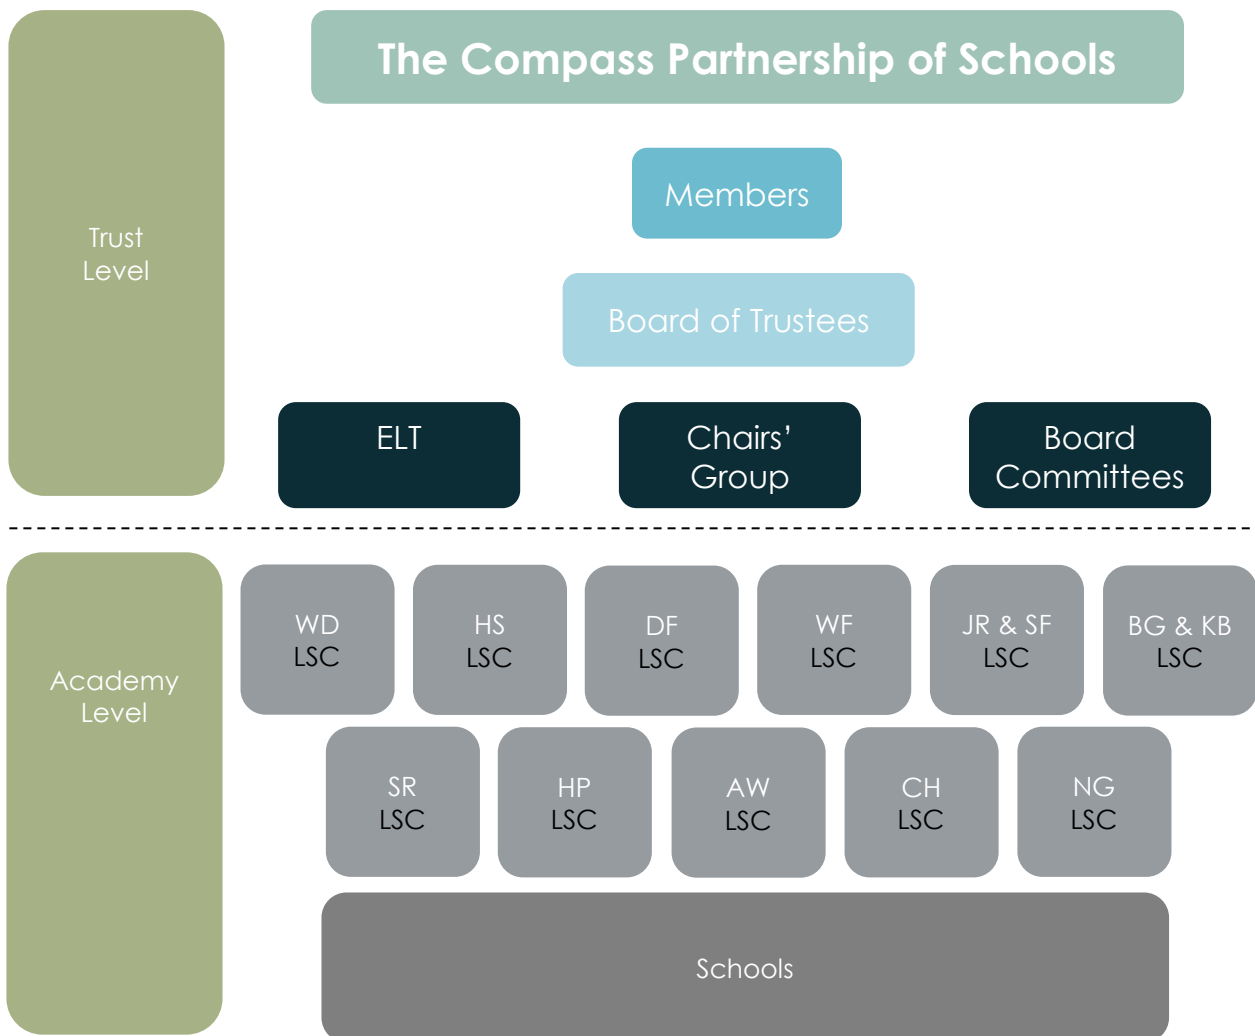 The Compass Partnership of Schools
Trust
Level
Members
Board of Trustees
ELT
Chairs’
Group
Board
Committees
Academy
Level
WD
LSC
HS
LSC
DF
LSC
WF
LSC
JR & SF
LSC
BG & KB
LSC
SR
LSC
HP
LSC
AW
LSC
CH
LSC
NG
LSC
Schools